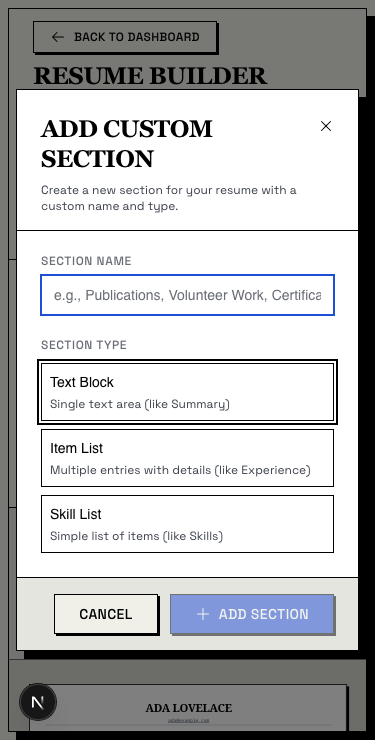 BACK TO DASHBOARD
RESUME BUILDER
ADD CUSTOM
SECTION
Create a new section for your resume with a
custom name and type.
SECTION NAME
e.g., Publications, Volunteer Work, Certifica
SECTION TYPE
Text Block
Single text area (like Summary)
Item List
Multiple entries with details (like Experience)
Skill List
Simple list of items (like Skills)
CANCEL
ADD SECTION
N
ADA LOVELACE